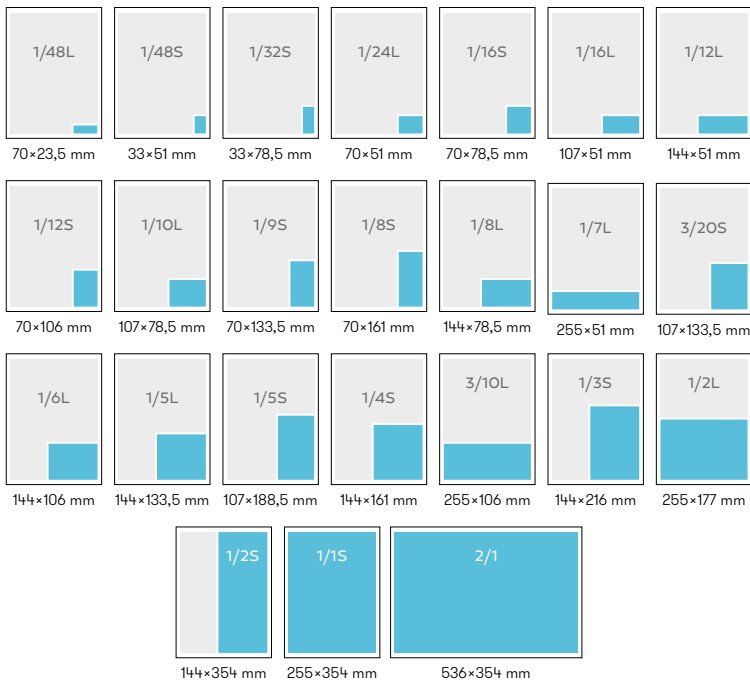 1/48L 1/48S 1/32S 1/24L 1/16S 1/16L 1/12L
70×23,5 mm 33×51 mm 33×78,5 mm 70×51 mm 70×78,5 mm 107×51 mm 144×51 mm
1/12S 1/10L 1/9S 1/8S 1/8L 1/7L 3/20S
70×106 mm 107×78,5 mm 70×133,5 mm 70×161 mm 144×78,5 mm 255×51 mm 107×133,5 mm
1/6L 1/5L 1/5S 1/4S 3/10L 1/3S 1/2L
144×106 mm 144×133,5 mm 107×188,5 mm 144×161 mm 255×106 mm 144×216 mm 255×177 mm
1/2S 1/1S 2/1
144×354 mm 255×354 mm 536×354 mm